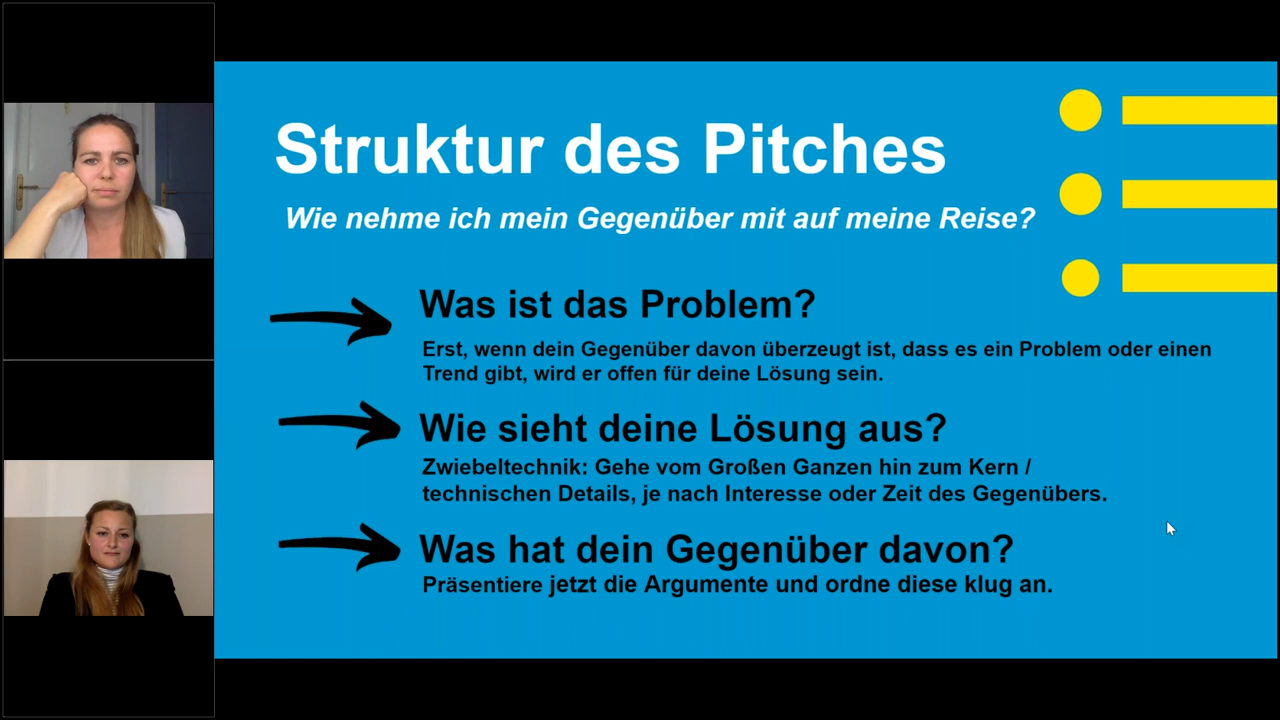 Struktur des Pitches
Wie nehme ich mein Gegenüber mit auf meine Reise?
Was ist das Problem?
Erst, wenn dein Gegenüber davon überzeugt ist, dass es ein Problem oder einen
Trend gibt, wird er offen für deine Lösung sein.
Wie sieht deine Lösung aus?
Zwiebeltechnik: Gehe vom Großen Ganzen hin zum Kern /
technischen Details, je nach Interesse oder Zeit des Gegenübers.
Was hat dein Gegenüber davon?
Präsentiere jetzt die Argumente und ordne diese klug an.